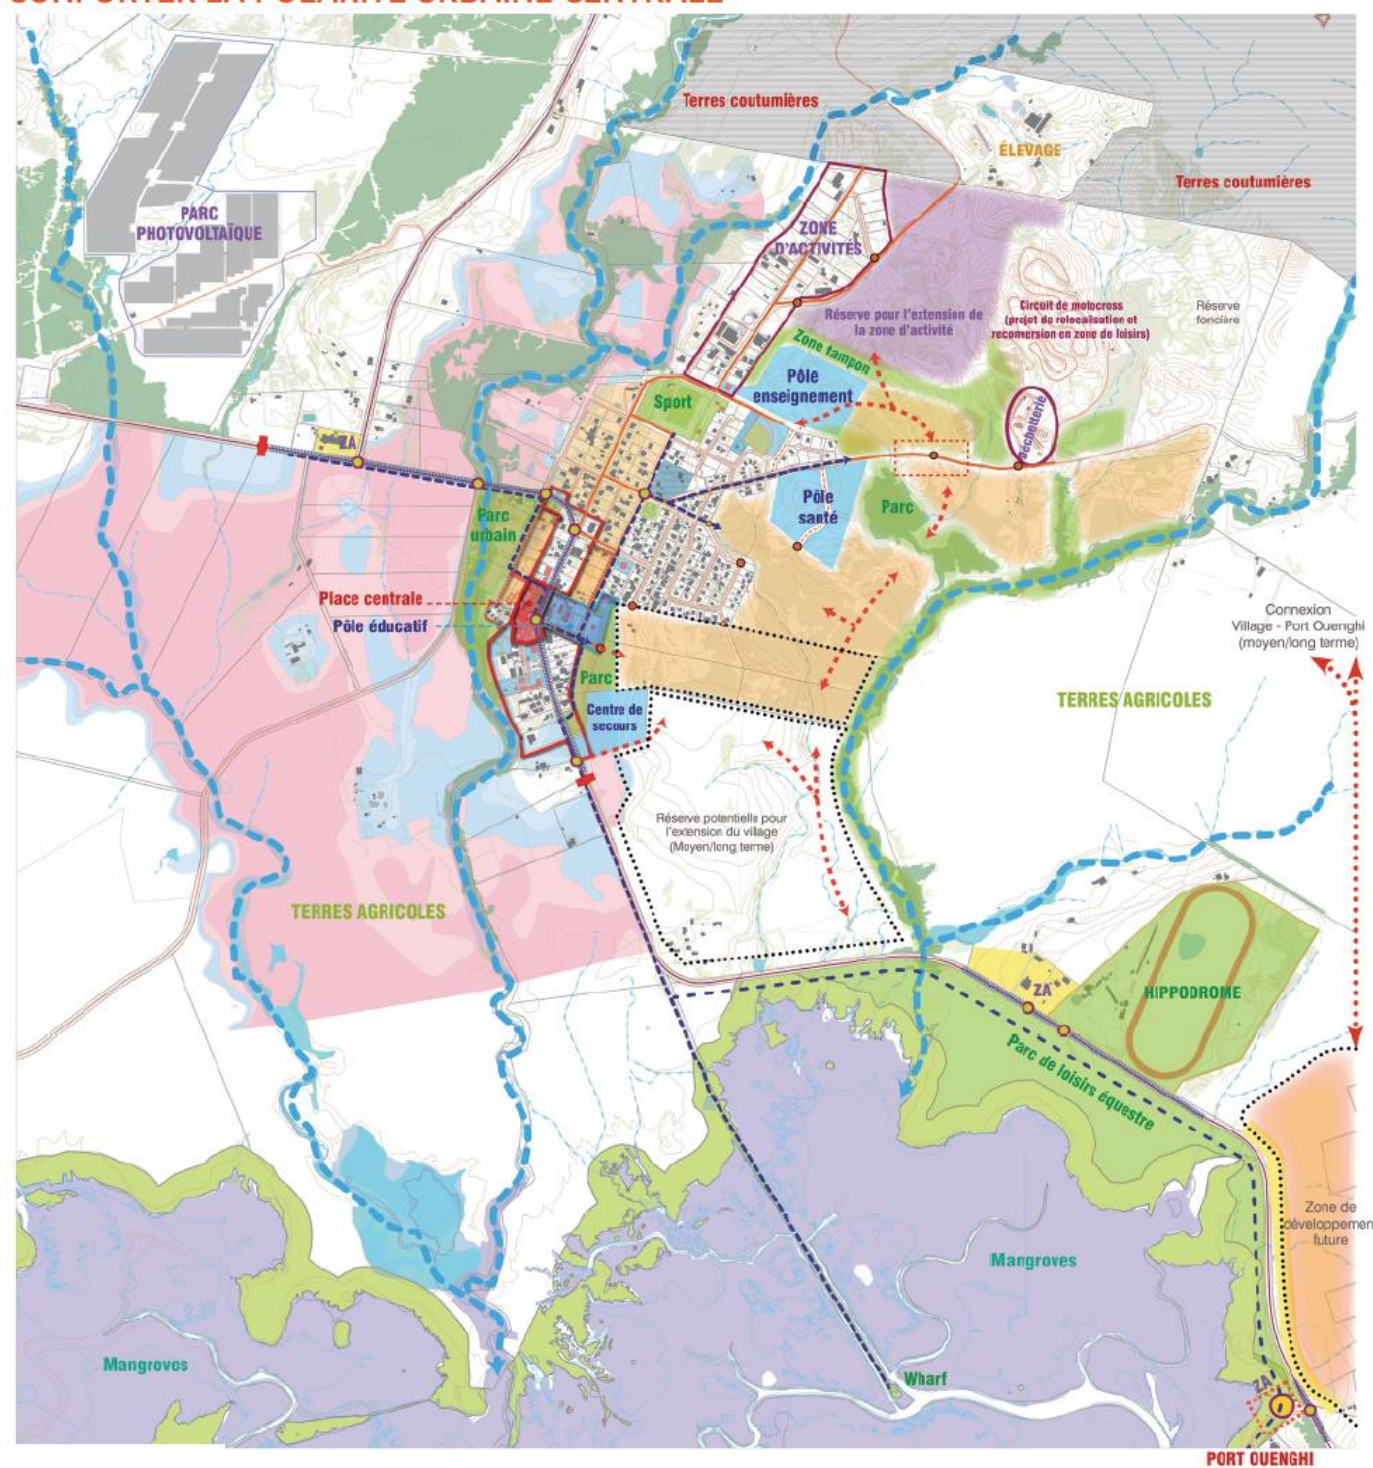 CONFORTER LA POLARITÉ URBAINE CENTRALE
Terres coutumières
ÉLEVAGE
Terres coutumières
PARC
PHOTOVOLTAÏQUE
ZONE
D'ACTIVITÉS
Réserve pour l'extension de
la zone d'activité
Circuit de motocross
(projet de relocalisation et
reconversion en zone de loisirs)
Réserve
foncière
Zone tampon
Pôle
enseignement
Sport
Déchetterie
ZA
Pôle
santé
Parc
Parc
urbain
Place centrale
Pôle éducatif
Connexion
Village - Port Ouenghi
(moyen/long terme)
Parc
Centre de
secours
TERRES AGRICOLES
Réserve potentielle pour
l'extension du village
(Moyen/long terme)
TERRES AGRICOLES
ZA
HIPPODROME
Parc de loisirs équestre
Zone de
développemen
future
Mangroves
Mangroves
Wharf
ZA
PORT OUENGHI